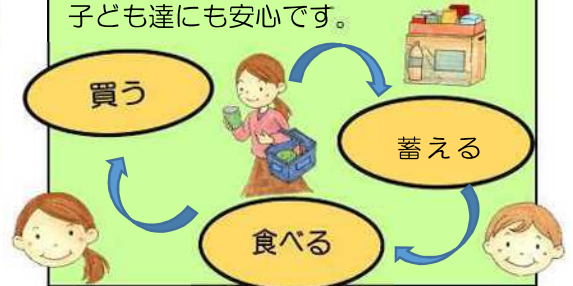 子ども達にも安心です。
買う
蓄える
食べる